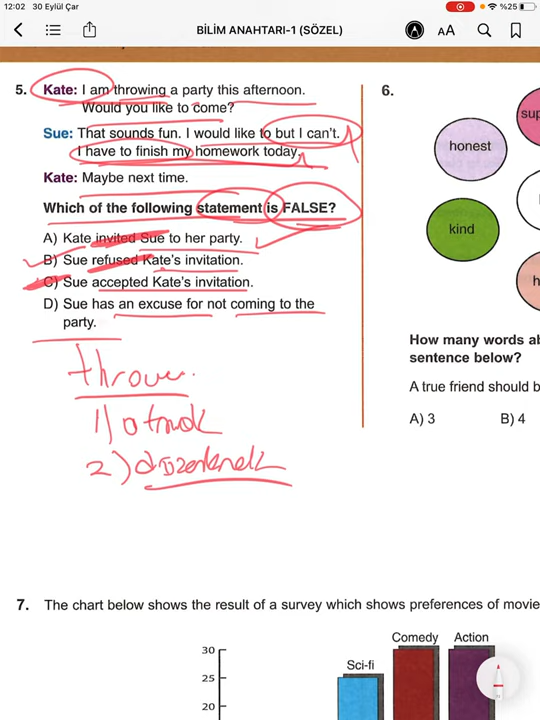 12:02 30 Eylül Çar
%25
BİLİM ANAHTARI-1 (SÖZEL)
AA
5. Kate: I am throwing a party this afternoon.
Would you like to come?
Sue: That sounds fun. I would like to but I can't.
I have to finish my homework today.
Kate: Maybe next time.
Which of the following statement is FALSE?
A) Kate invited Sue to her party.
B) Sue refused Kate's invitation.
C) Sue accepted Kate's invitation.
D) Sue has an excuse for not coming to the
party.
throw
1) atmak
2) düzenlemek
6.
sup
honest
kind
h
How many words ab
sentence below?
A true friend should b
A) 3 B) 4
7. The chart below shows the result of a survey which shows preferences of movie
Comedy Action
Sci-fi
30
25
20